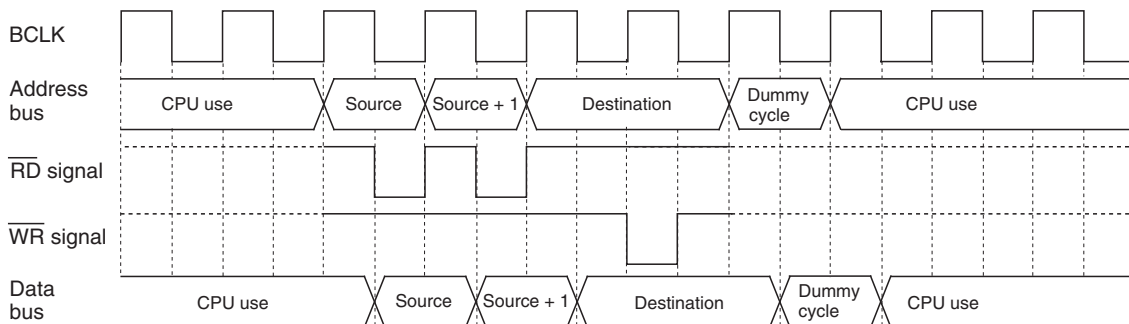 BCLK
Address
bus
CPU use
Source
Source + 1
Destination
Dummy
cycle
CPU use
RD signal
WR signal
Data
bus
CPU use
Source
Source + 1
Destination
Dummy
cycle
CPU use